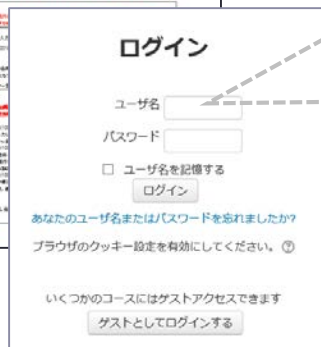 ログイン
ユーザ名
パスワード
ユーザ名を記憶する
ログイン
あなたのユーザ名またはパスワードを忘れましたか?
ブラウザのクッキー設定を有効にしてください。
いくつかのコースにはゲストアクセスできます
ゲストとしてログインする